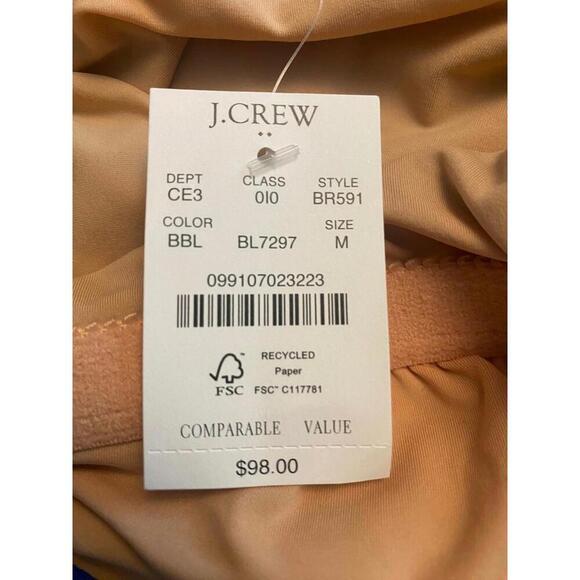 J.CREW
DEPT CLASS STYLE
CE3 0I0 BR591
COLOR SIZE
BBL BL7297 M
099107023223
RECYCLED
Paper
FSC FSC™ C117781
COMPARABLE VALUE
$98.00